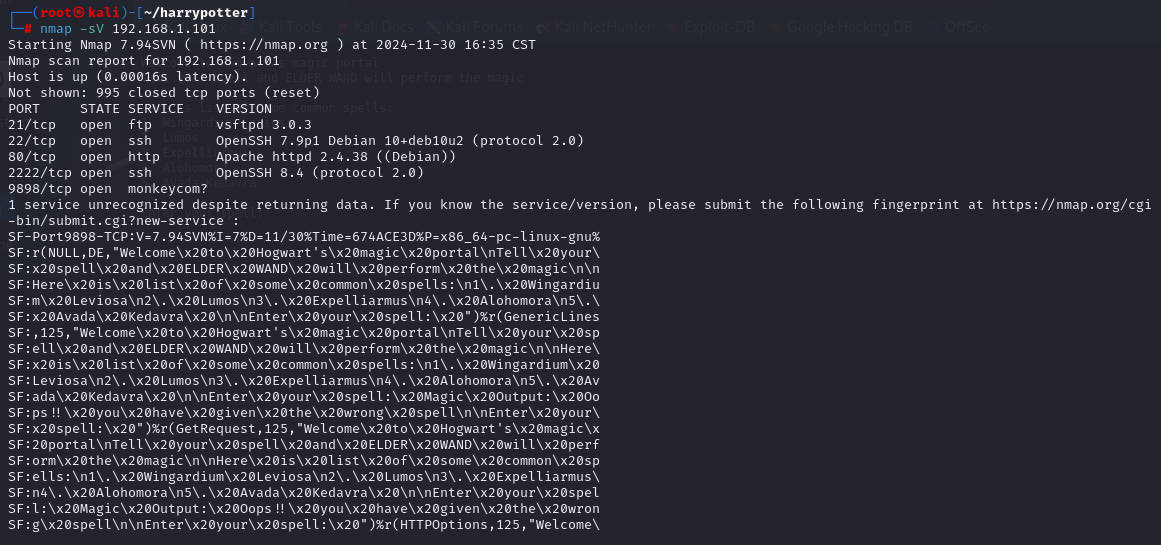 ┌──(root㉿kali)-[~/harrypotter]
└─# nmap -sV 192.168.1.101
Starting Nmap 7.94SVN ( https://nmap.org ) at 2024-11-30 16:35 CST
Nmap scan report for 192.168.1.101
Host is up (0.00016s latency).
Not shown: 995 closed tcp ports (reset)
PORT     STATE SERVICE    VERSION
21/tcp   open  ftp        vsftpd 3.0.3
22/tcp   open  ssh        OpenSSH 7.9p1 Debian 10+deb10u2 (protocol 2.0)
80/tcp   open  http       Apache httpd 2.4.38 ((Debian))
2222/tcp open  ssh        OpenSSH 8.4 (protocol 2.0)
9898/tcp open  monkeycom?
1 service unrecognized despite returning data. If you know the service/version, please submit the following fingerprint at https://nmap.org/cgi
-bin/submit.cgi?new-service :
SF-Port9898-TCP:V=7.94SVN%I=7%D=11/30%Time=674ACE3D%P=x86_64-pc-linux-gnu%
SF:r(NULL,DE,"Welcome\x20to\x20Hogwart's\x20magic\x20portal\nTell\x20your\
SF:x20spell\x20and\x20ELDER\x20WAND\x20will\x20perform\x20the\x20magic\n\n
SF:Here\x20is\x20list\x20of\x20some\x20common\x20spells:\n1\.\x20Wingardiu
SF:m\x20Leviosa\n2\.\x20Lumos\n3\.\x20Expelliarmus\n4\.\x20Alohomora\n5\.\
SF:x20Avada\x20Kedavra\x20\n\nEnter\x20your\x20spell:\x20")%r(GenericLines
SF:,125,"Welcome\x20to\x20Hogwart's\x20magic\x20portal\nTell\x20your\x20sp
SF:ell\x20and\x20ELDER\x20WAND\x20will\x20perform\x20the\x20magic\n\nHere\
SF:x20is\x20list\x20of\x20some\x20common\x20spells:\n1\.\x20Wingardium\x20
SF:Leviosa\n2\.\x20Lumos\n3\.\x20Expelliarmus\n4\.\x20Alohomora\n5\.\x20Av
SF:ada\x20Kedavra\x20\n\nEnter\x20your\x20spell:\x20Magic\x20Output:\x20Oo
SF:ps!!\x20you\x20have\x20given\x20the\x20wrong\x20spell\n\nEnter\x20your\
SF:x20spell:\x20")%r(GetRequest,125,"Welcome\x20to\x20Hogwart's\x20magic\x
SF:20portal\nTell\x20your\x20spell\x20and\x20ELDER\x20WAND\x20will\x20perf
SF:orm\x20the\x20magic\n\nHere\x20is\x20list\x20of\x20some\x20common\x20sp
SF:ells:\n1\.\x20Wingardium\x20Leviosa\n2\.\x20Lumos\n3\.\x20Expelliarmus\
SF:n4\.\x20Alohomora\n5\.\x20Avada\x20Kedavra\x20\n\nEnter\x20your\x20spel
SF:l:\x20Magic\x20Output:\x20Oops!!\x20you\x20have\x20given\x20the\x20wron
SF:g\x20spell\n\nEnter\x20your\x20spell:\x20")%r(HTTPOptions,125,"Welcome\